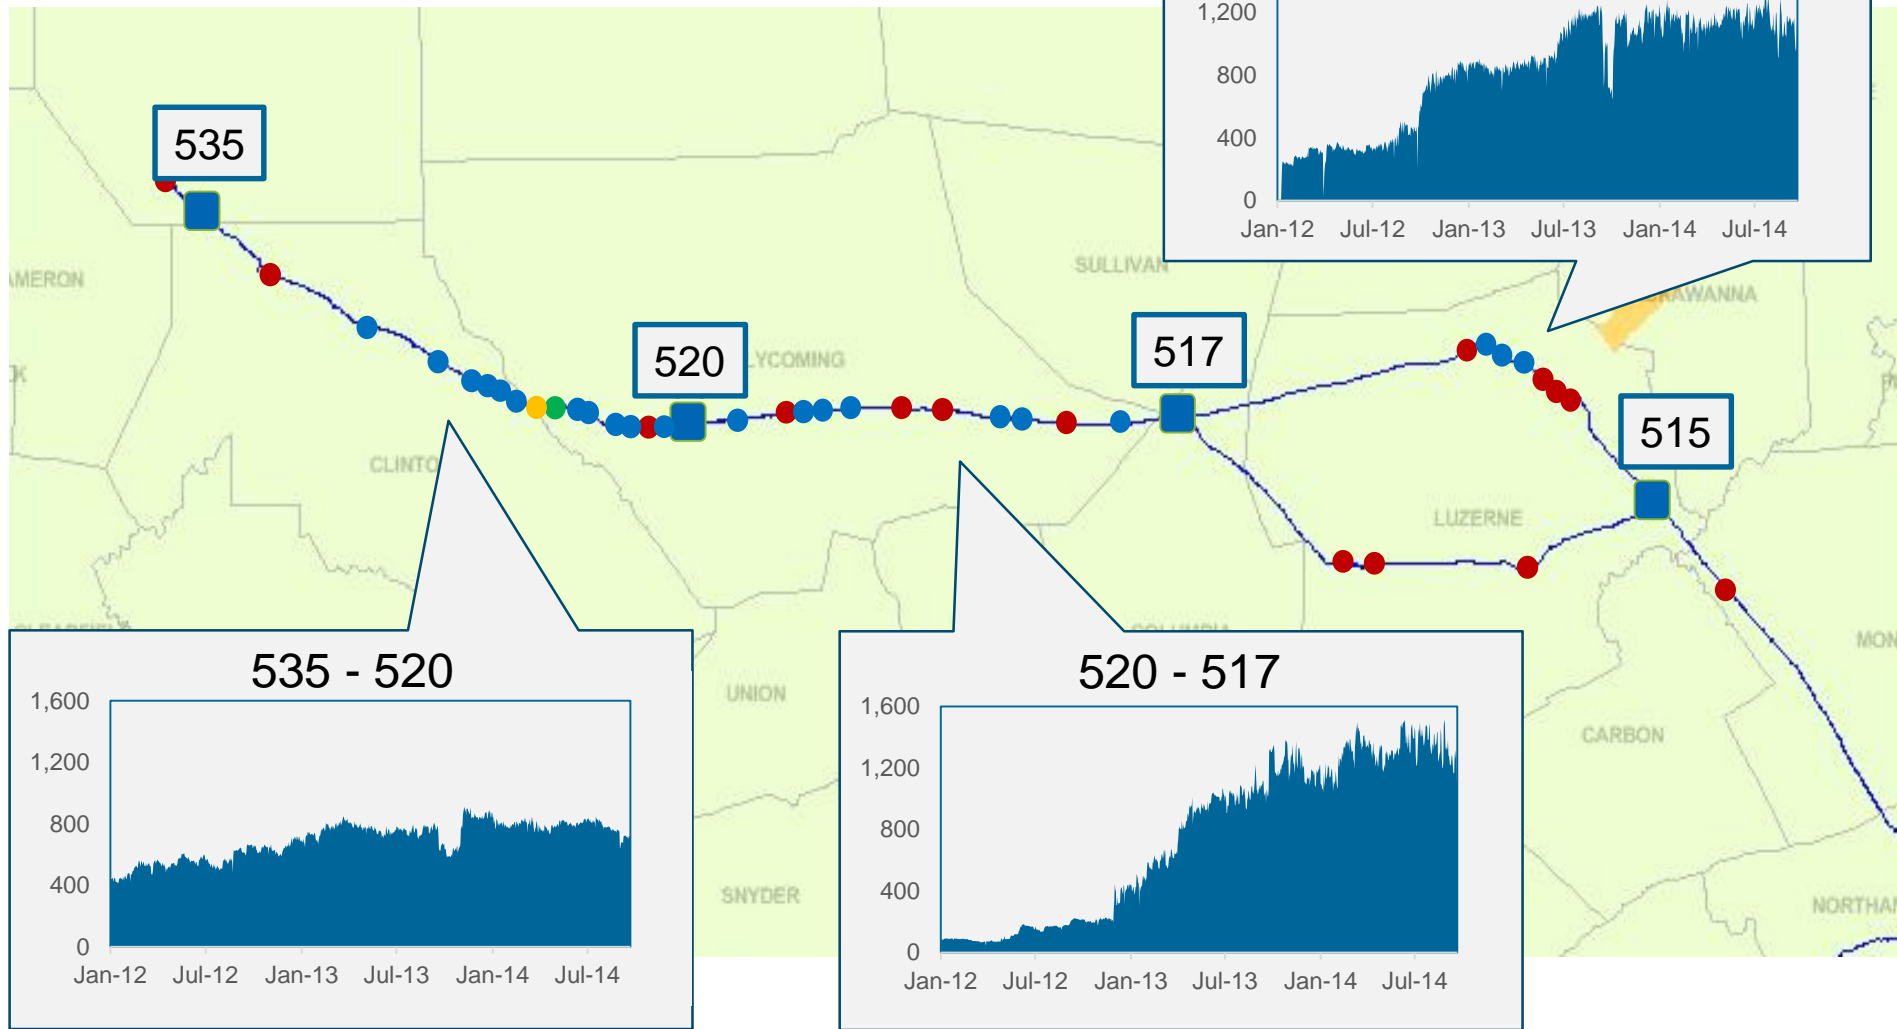 1,200
800
400
0
Jan-12 Jul-12 Jan-13 Jul-13 Jan-14 Jul-14
535
SULLIVAN
517
520
LYCOMING
515
LUZERNE
535 - 520
1,600
1,200
800
400
0
Jan-12 Jul-12 Jan-13 Jul-13 Jan-14 Jul-14
520 - 517
1,600
1,200
800
400
0
Jan-12 Jul-12 Jan-13 Jul-13 Jan-14 Jul-14
UNION
CARBON
SNYDER
AMERON
RAWANNA
CLINTO
MON
NORTHA